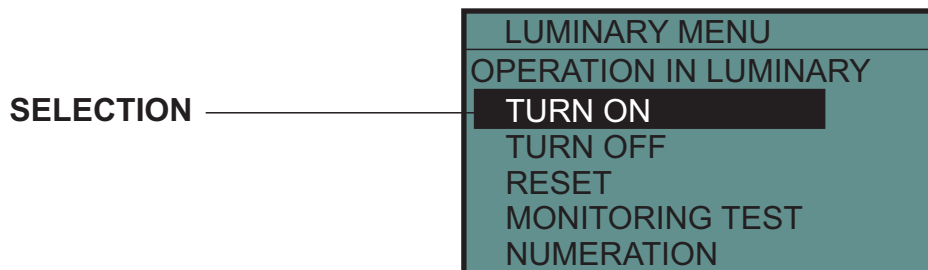 LUMINARY MENU
OPERATION IN LUMINARY
SELECTION
TURN ON
TURN OFF
RESET
MONITORING TEST
NUMERATION